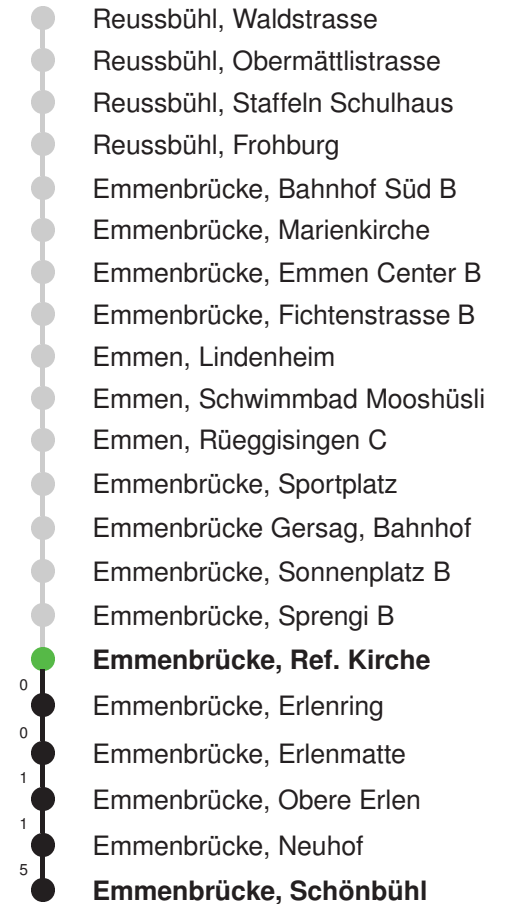 Reussbühl, Waldstrasse
Reussbühl, Obermättlistrasse
Reussbühl, Staffeln Schulhaus
Reussbühl, Frohburg
Emmenbrücke, Bahnhof Süd B
Emmenbrücke, Marienkirche
Emmenbrücke, Emmen Center B
Emmenbrücke, Fichtenstrasse B
Emmen, Lindenheim
Emmen, Schwimmbad Mooshüsli
Emmen, Rüeggisingen C
Emmenbrücke, Sportplatz
Emmenbrücke Gersag, Bahnhof
Emmenbrücke, Sonnenplatz B
Emmenbrücke, Sprengi B
Emmenbrücke, Ref. Kirche
0
Emmenbrücke, Erlenring
0
Emmenbrücke, Erlenmatte
1
Emmenbrücke, Obere Erlen
1
Emmenbrücke, Neuhof
5
Emmenbrücke, Schönbühl